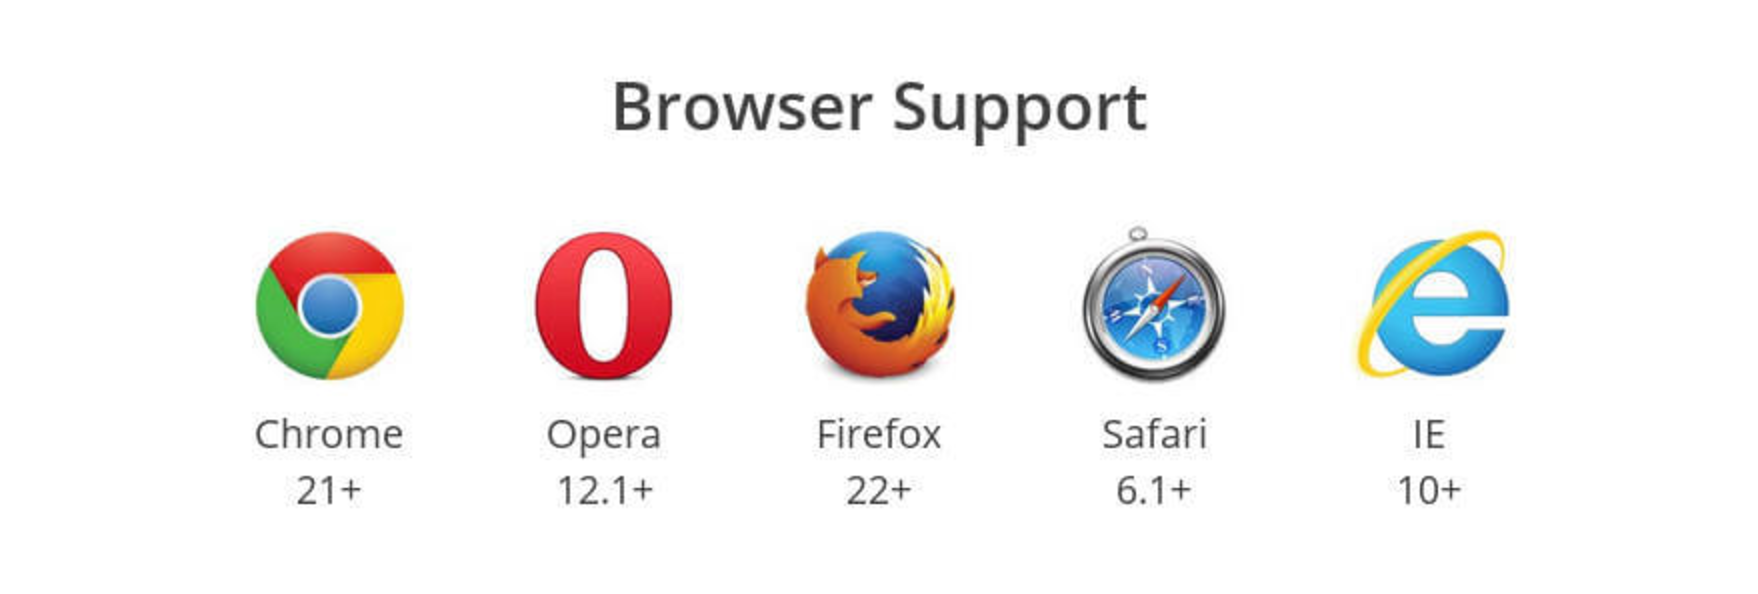 Browser Support
Chrome
21+
Opera
12.1+
Firefox
22+
Safari
6.1+
IE
10+